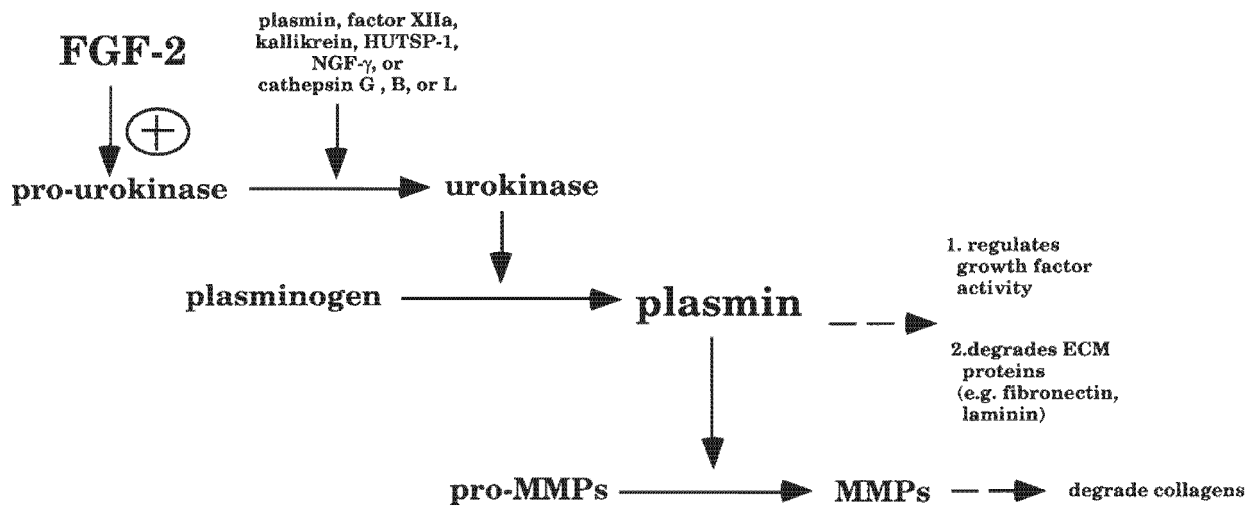 FGF-2
plasmin, factor XIIa,
kallikrein, HUTSP-1,
NGF-γ, or
cathepsin G , B, or L
+
pro-urokinase
urokinase
plasminogen
plasmin
1. regulates
growth factor
activity
2.degrades ECM
proteins
(e.g. fibronectin,
laminin)
pro-MMPs
MMPs
degrade collagens